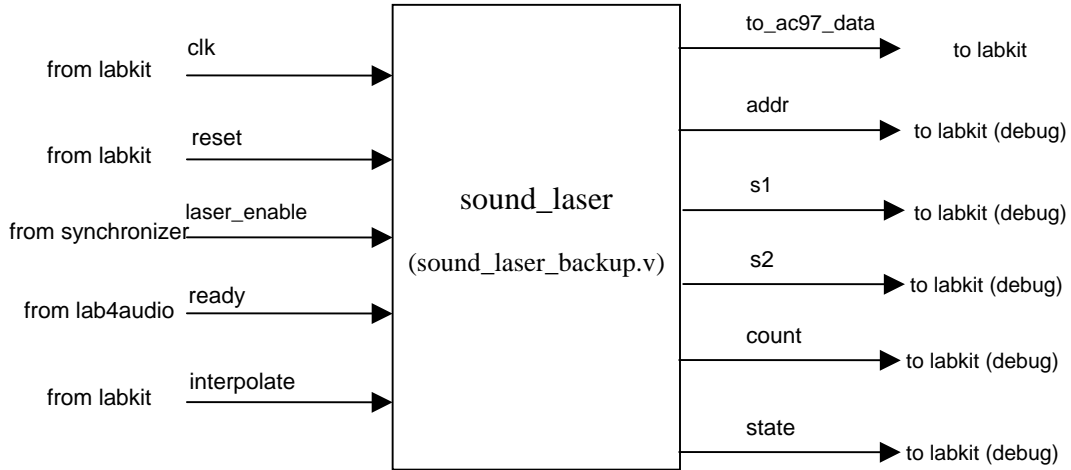 clk
from labkit
reset
from labkit
laser_enable
from synchronizer
ready
from lab4audio
interpolate
from labkit
sound_laser
(sound_laser_backup.v)
to_ac97_data
to labkit
addr
to labkit (debug)
s1
to labkit (debug)
s2
to labkit (debug)
count
to labkit (debug)
state
to labkit (debug)